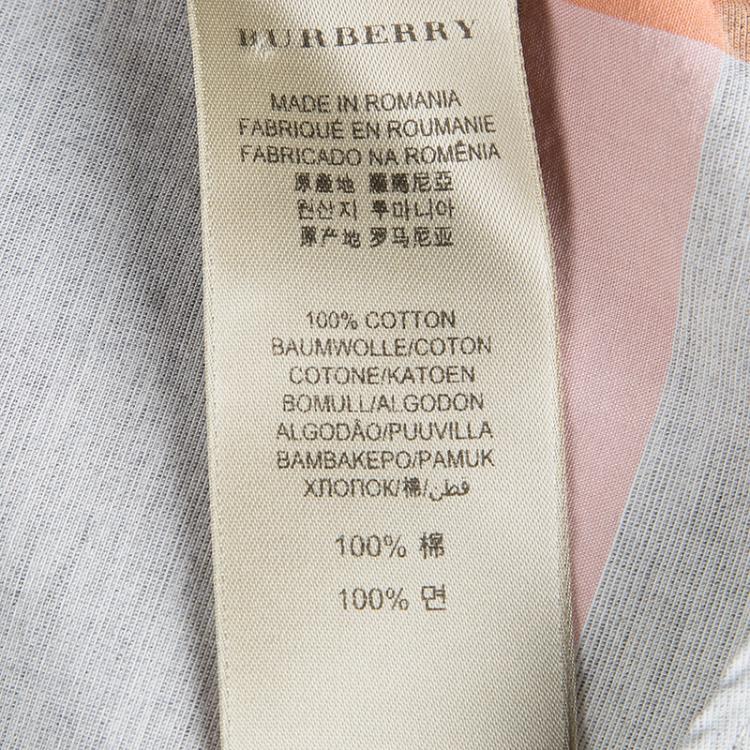 BURBERRY
MADE IN ROMANIA
FABRIQUÉ EN ROUMANIE
FABRICADO NA ROMÉNIA
原產地 羅馬尼亞
원산지 루마니아
原产地 罗马尼亚
100% COTTON
BAUMWOLLE/COTON
COTONE/KATOEN
BOMULL/ALGODON
ALGODÂO/PUUVILLA
BAMBAKEPO/PAMUK
ХЛОПОК/棉/قطن
100% 棉
100% 면